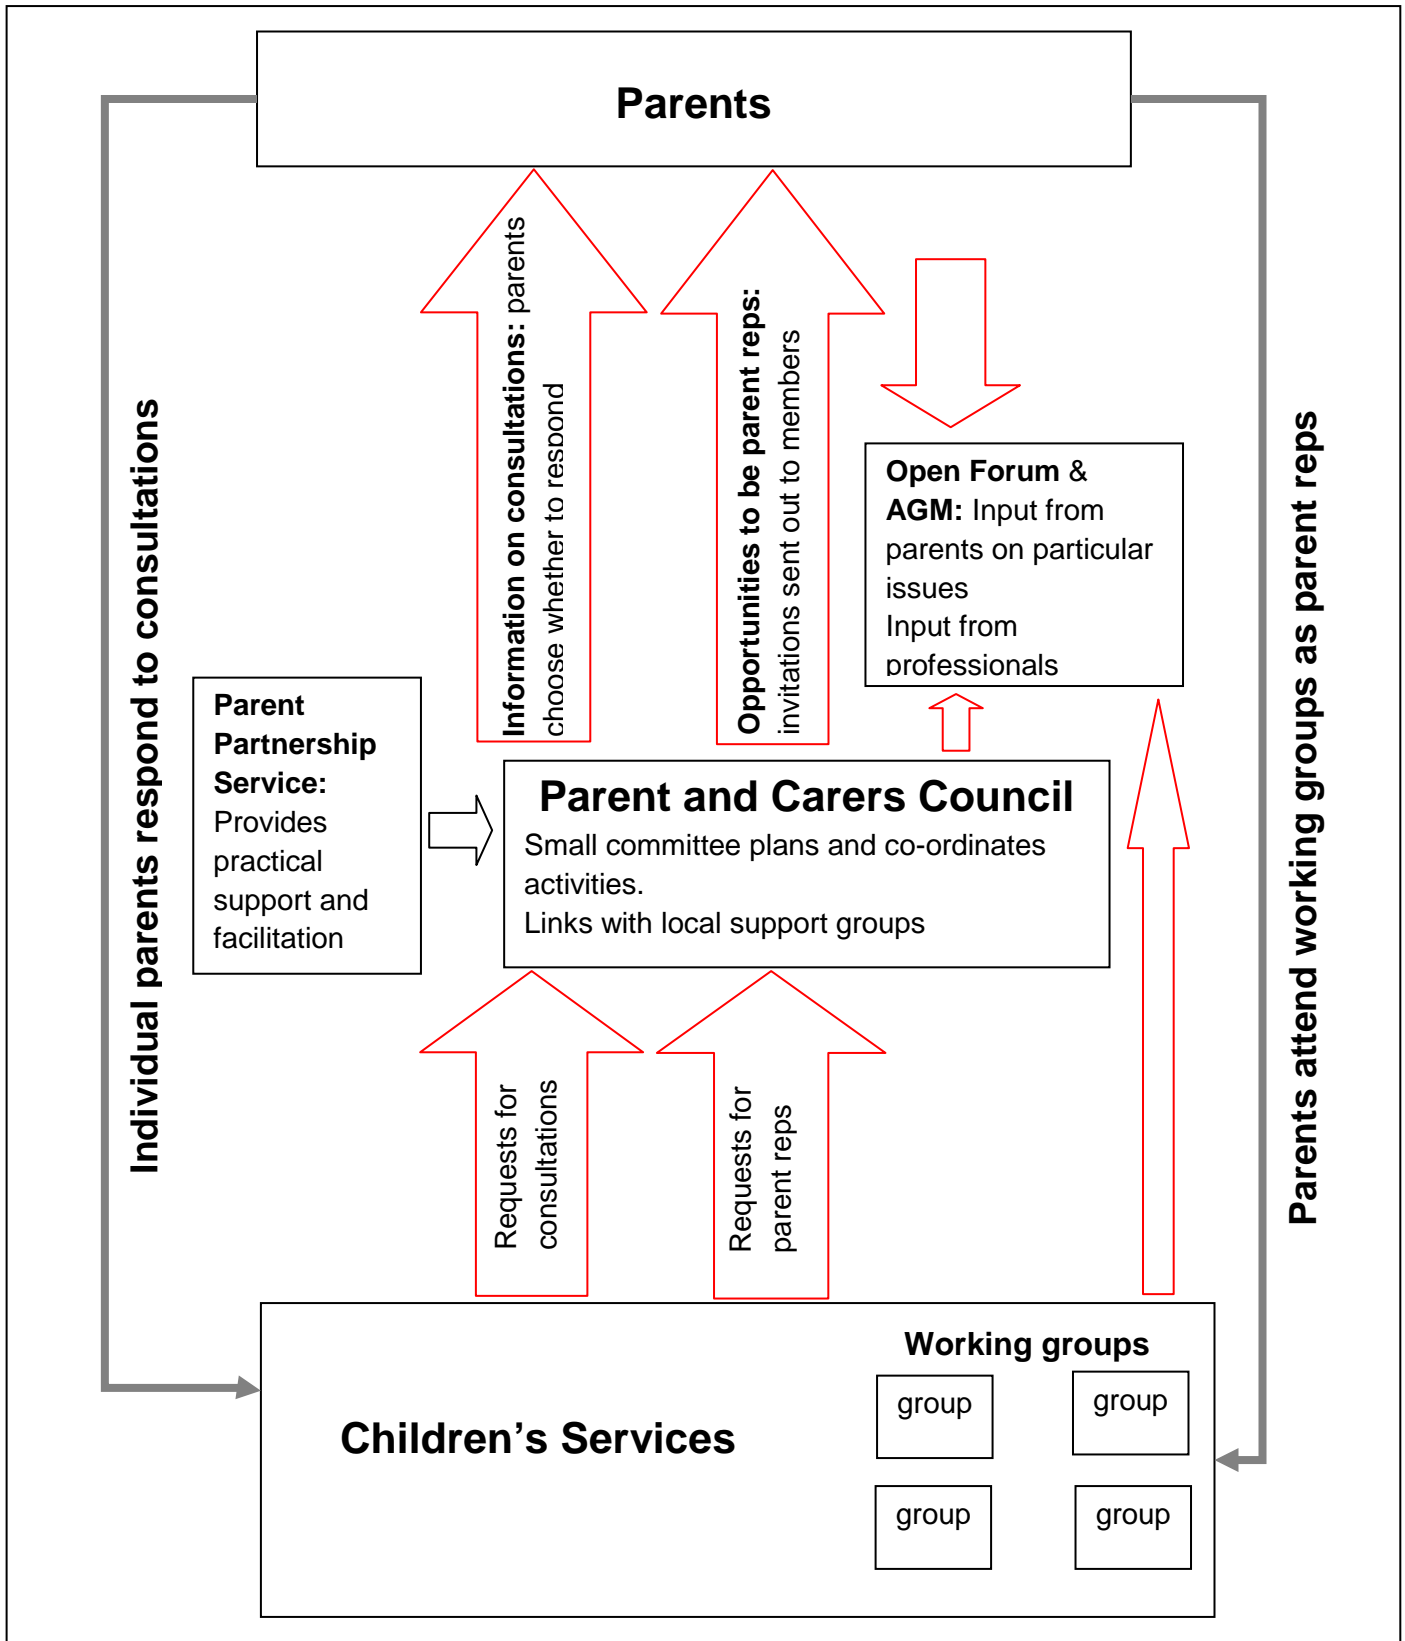 Parents
Individual parents respond to consultations
Information on consultations: parents
choose whether to respond
Opportunities to be parent reps:
invitations sent out to members
Open Forum &
AGM: Input from
parents on particular
issues
Input from
professionals
Parents attend working groups as parent reps
Parent
Partnership
Service:
Provides
practical
support and
facilitation
Parent and Carers Council
Small committee plans and co-ordinates
activities.
Links with local support groups
Requests for
consultations
Requests for
parent reps
Children’s Services
Working groups
group
group
group
group